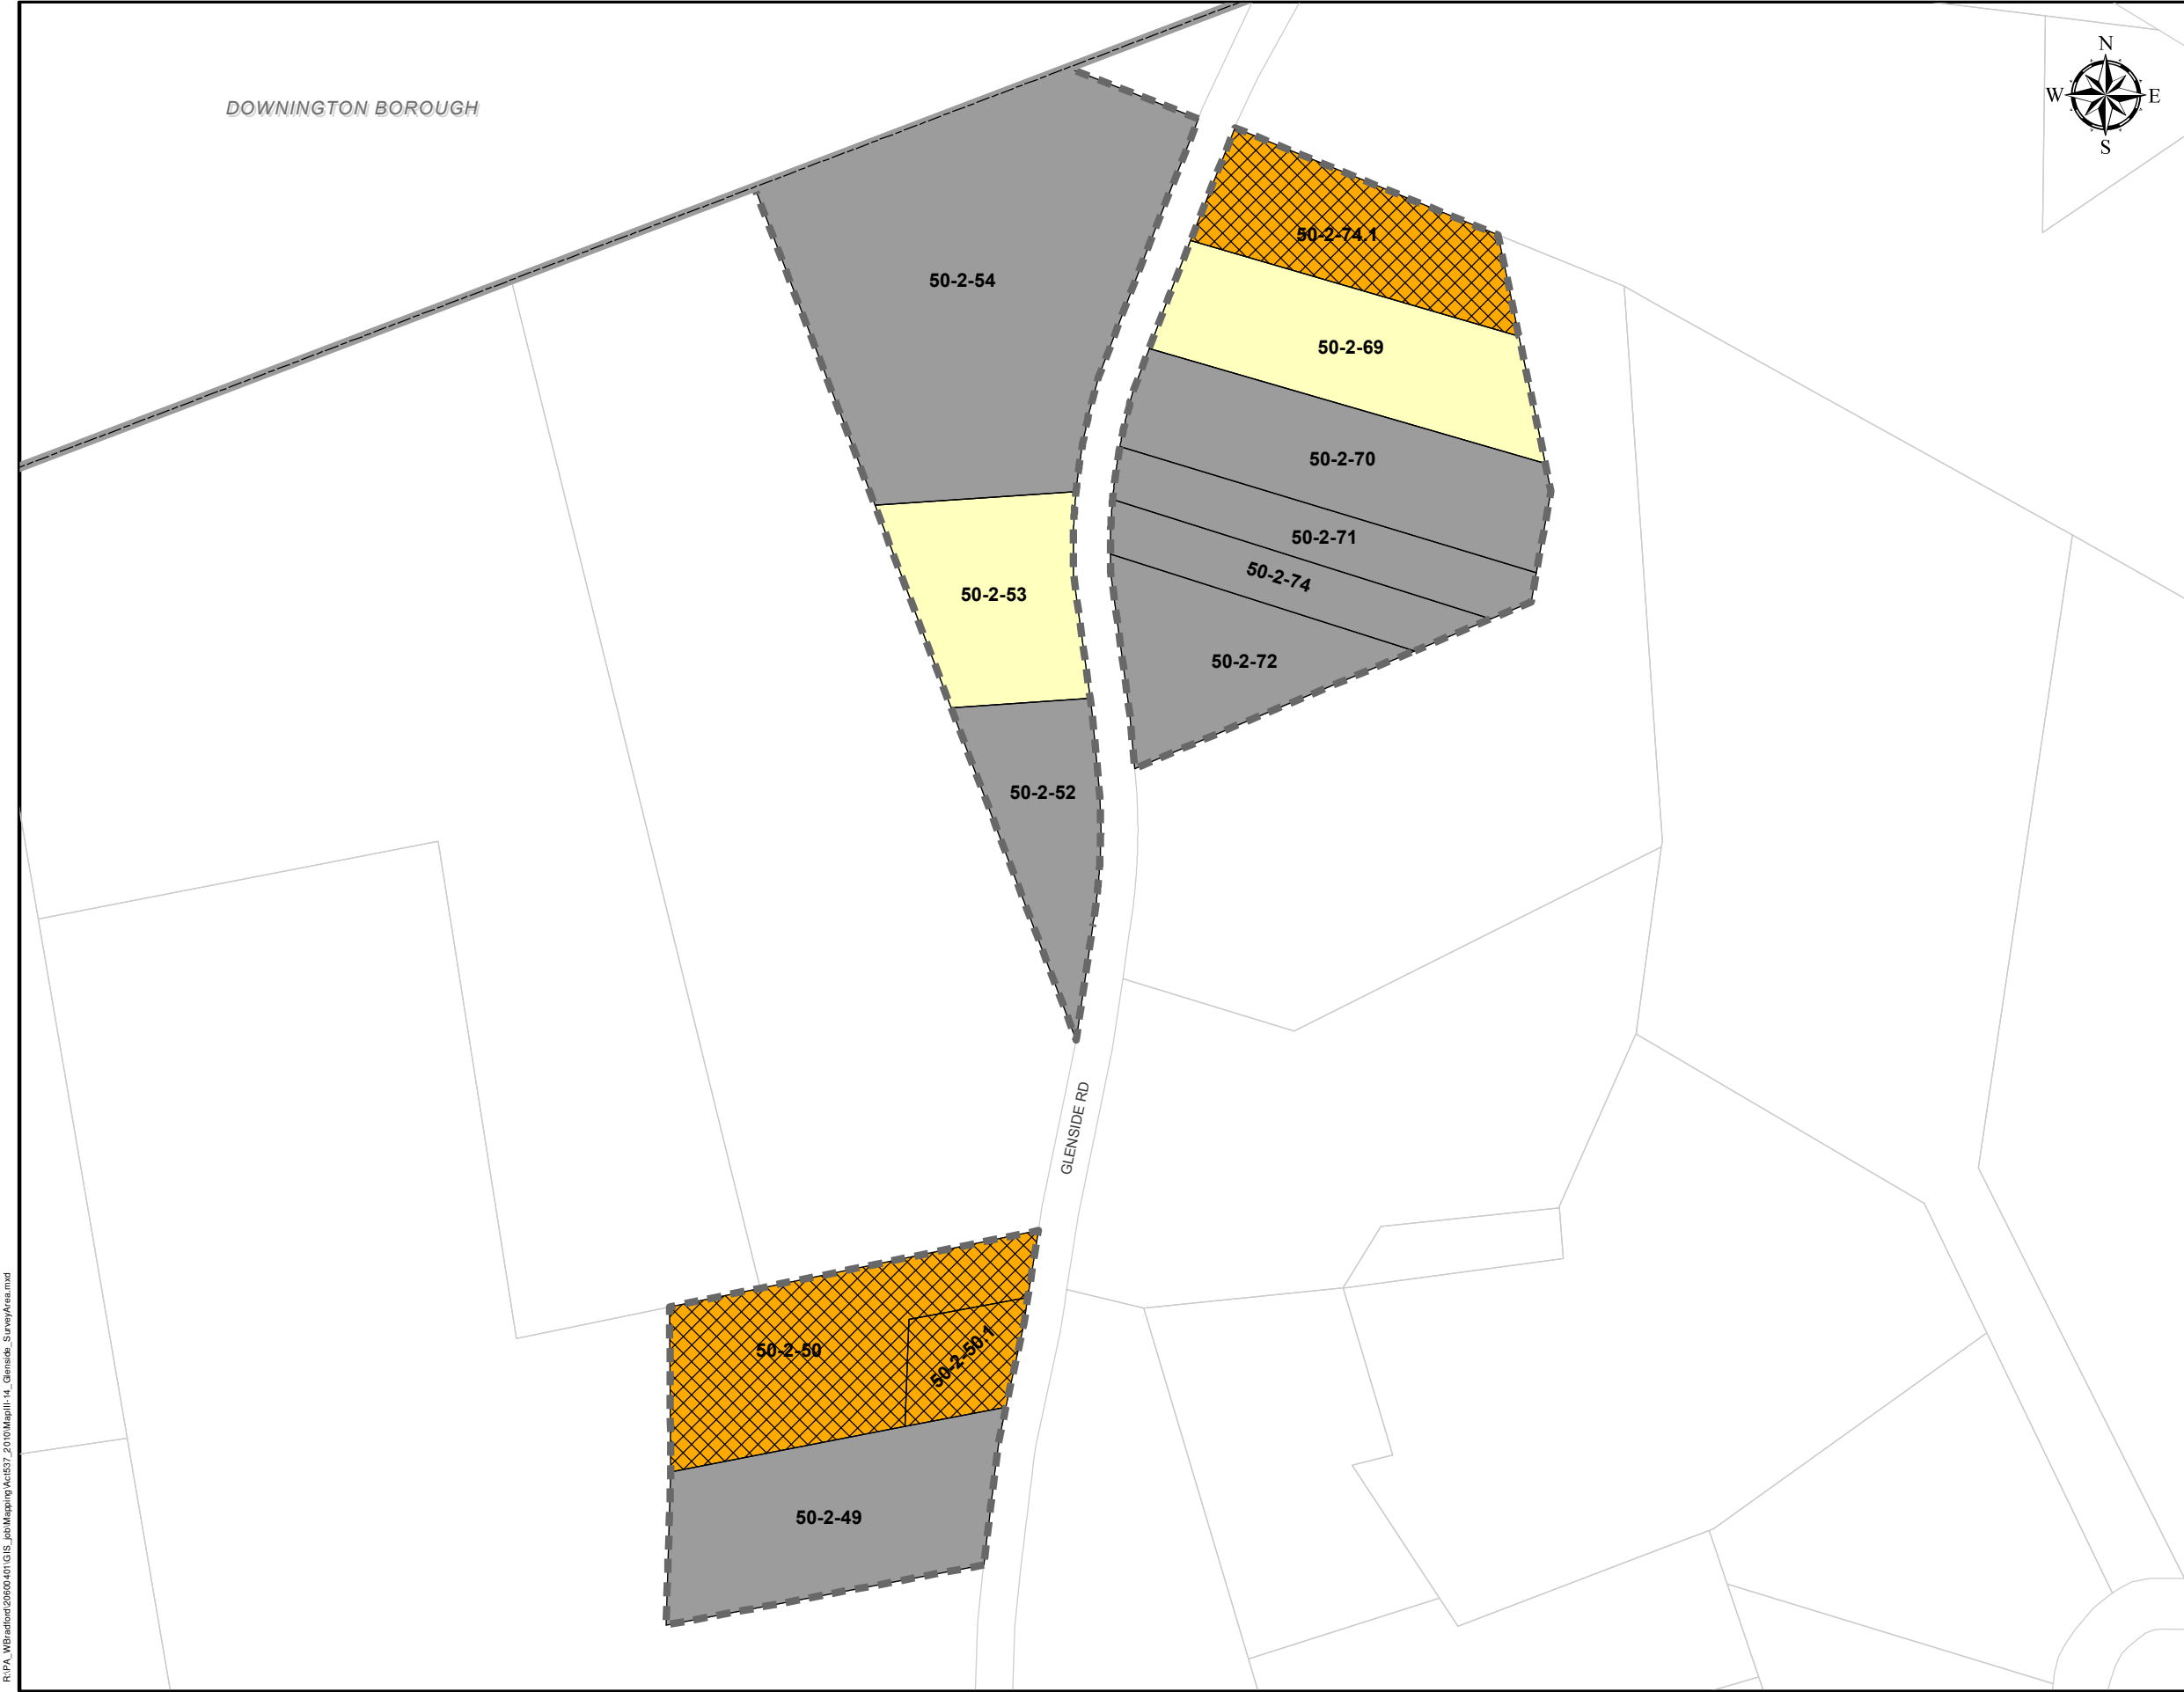 DOWNINGTON BOROUGH
N
W E
S
50-2-74.1
50-2-54
50-2-69
50-2-70
50-2-71
50-2-74
50-2-53
50-2-72
50-2-52
GLENSIDE RD
50-2-50
50-2-50.1
50-2-49
R:\PA_WBradford\20600401\GIS_job\Mapping\Act537_2010\MapIII-14_Glenside_SurveyArea.mxd